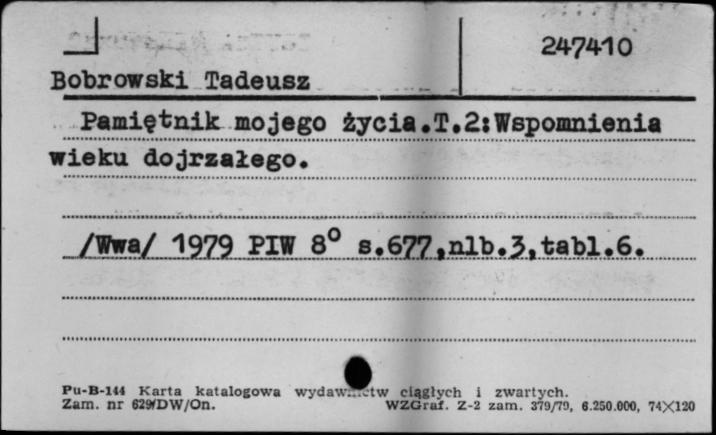 247410
Bobrowski Tadeusz
Pamiętnik mojego życia.T.2:Wspomnienia
wieku dojrzałego.
/Wwa/ 1979 PIW 8° s.677,nlb.3,tabl.6.
Pu-B-144 Karta katalogowa wydawnictw ciągłych i zwartych.
Zam. nr 629/DW/On. WZGraf. Z-2 zam. 379/79, 6.250.000, 74×120